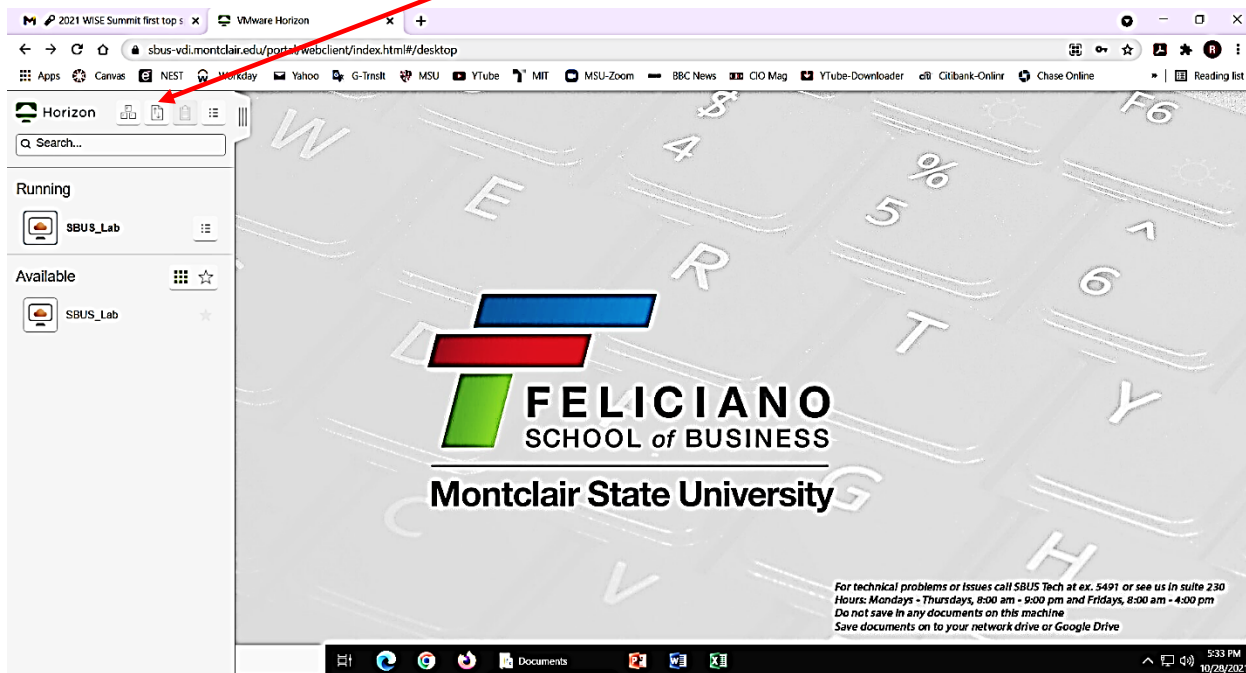 2021 WISE Summit first top s
VMware Horizon
sbus-vdi.montclair.edu/portal/webclient/index.html#/desktop
Apps Canvas NEST Workday Yahoo G-Trnslt MSU YTube MIT MSU-Zoom BBC News CIO Mag YTube-Downloader Citibank-Onlinr Chase Online » Reading list
Horizon
Search...
Running
SBUS_Lab
Available
SBUS_Lab
F6
$
4
%
5
^
6
W
E
R
T
Y
D
G
H
C
V
FELICIANO
SCHOOL of BUSINESS
Montclair State University
For technical problems or issues call SBUS Tech at ex. 5491 or see us in suite 230
Hours: Mondays - Thursdays, 8:00 am - 9:00 pm and Fridays, 8:00 am - 4:00 pm
Do not save in any documents on this machine
Save documents on to your network drive or Google Drive
Documents
5:33 PM
10/28/2021